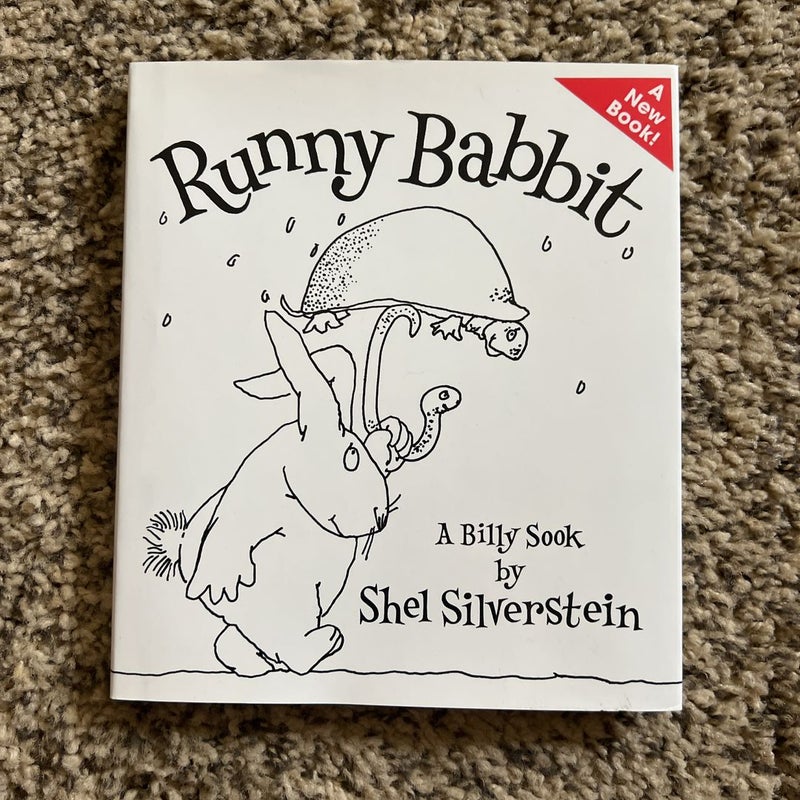 A
New
Book!
Runny Babbit
A Billy Sook
by
Shel Silverstein